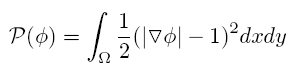 𝒫(ϕ) = ∫_Ω 1/2 (|▽ϕ| − 1)² dxdy